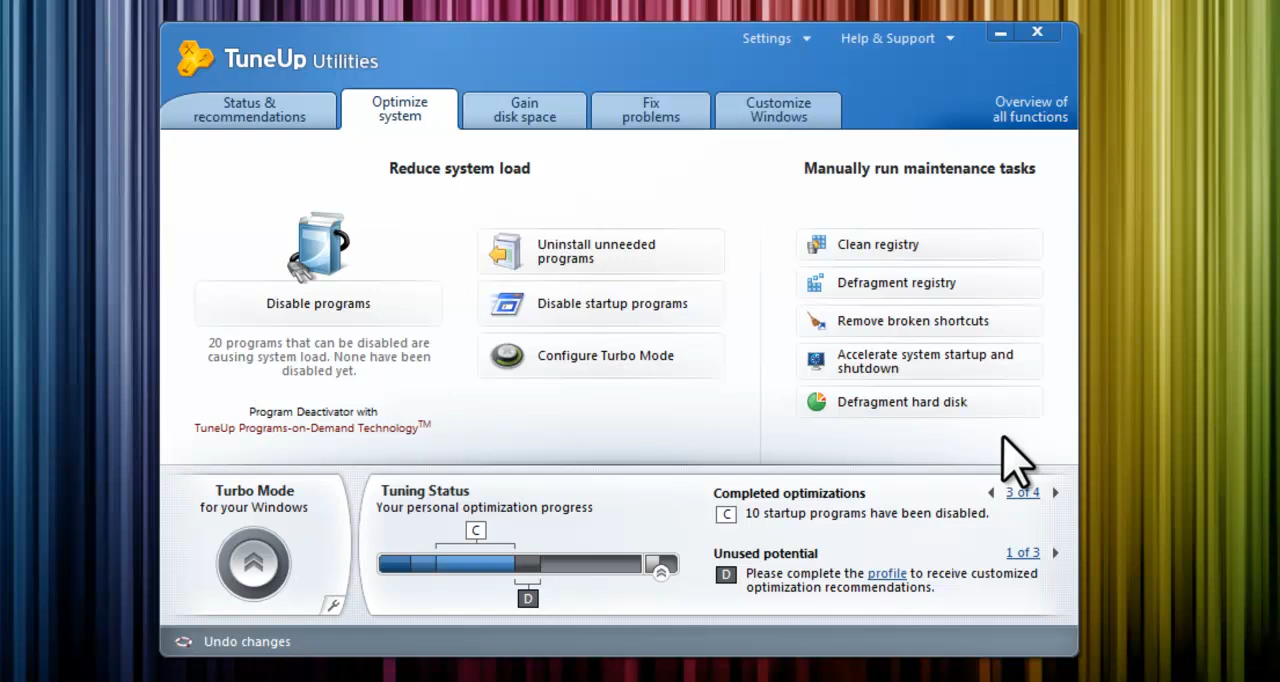 Settings
Help & Support
TuneUp Utilities
Status &
recommendations
Optimize
system
Gain
disk space
Fix
problems
Customize
Windows
Overview of
all functions
Reduce system load
Manually run maintenance tasks
Disable programs
20 programs that can be disabled are
causing system load. None have been
disabled yet.
Program Deactivator with
TuneUp Programs-on-Demand Technology™
Uninstall unneeded
programs
Disable startup programs
Configure Turbo Mode
Clean registry
Defragment registry
Remove broken shortcuts
Accelerate system startup and
shutdown
Defragment hard disk
Turbo Mode
for your Windows
Tuning Status
Your personal optimization progress
C
D
Completed optimizations
3 of 4
C 10 startup programs have been disabled.
Unused potential
1 of 3
D Please complete the profile to receive customized
optimization recommendations.
Undo changes